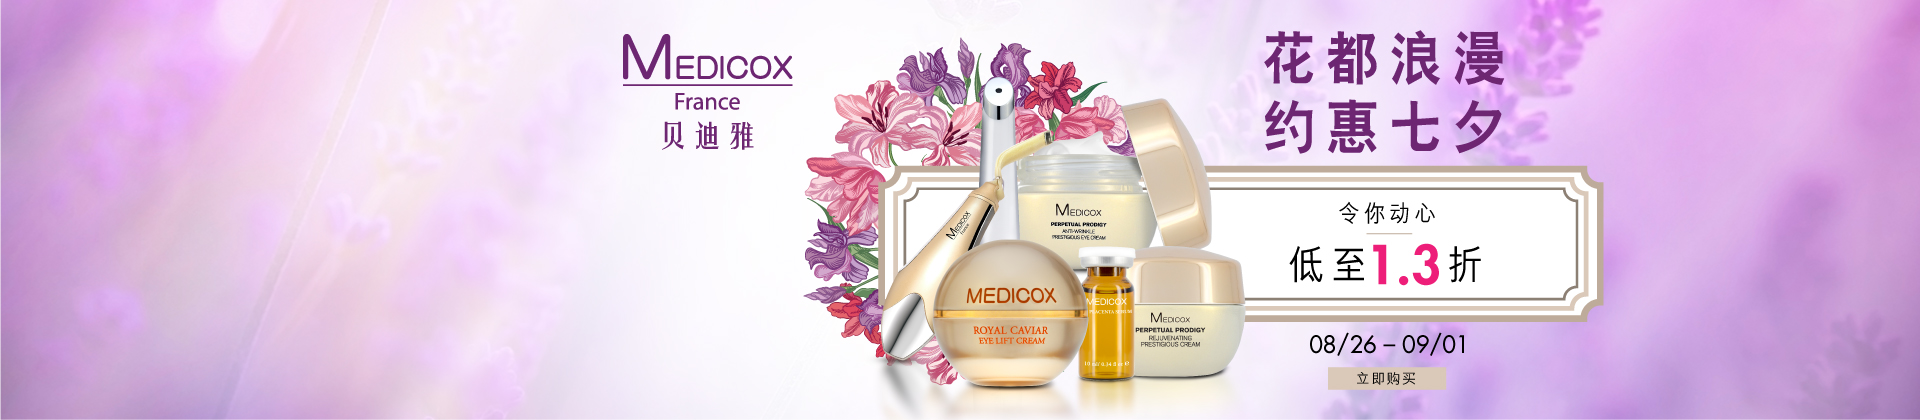 MEDICOX
France
贝迪雅
花都浪漫
约惠七夕
令你动心
低至1.3折
08/26 – 09/01
立即购买
MEDICOX
France
MEDICOX
PERPETUAL PRODIGY
ANTI-WRINKLE
PRESTIGIOUS EYE CREAM
MEDICOX
ROYAL CAVIAR
EYE LIFT CREAM
MEDICOX
MEDICOX
PERPETUAL PRODIGY
REJUVENATING
PRESTIGIOUS CREAM